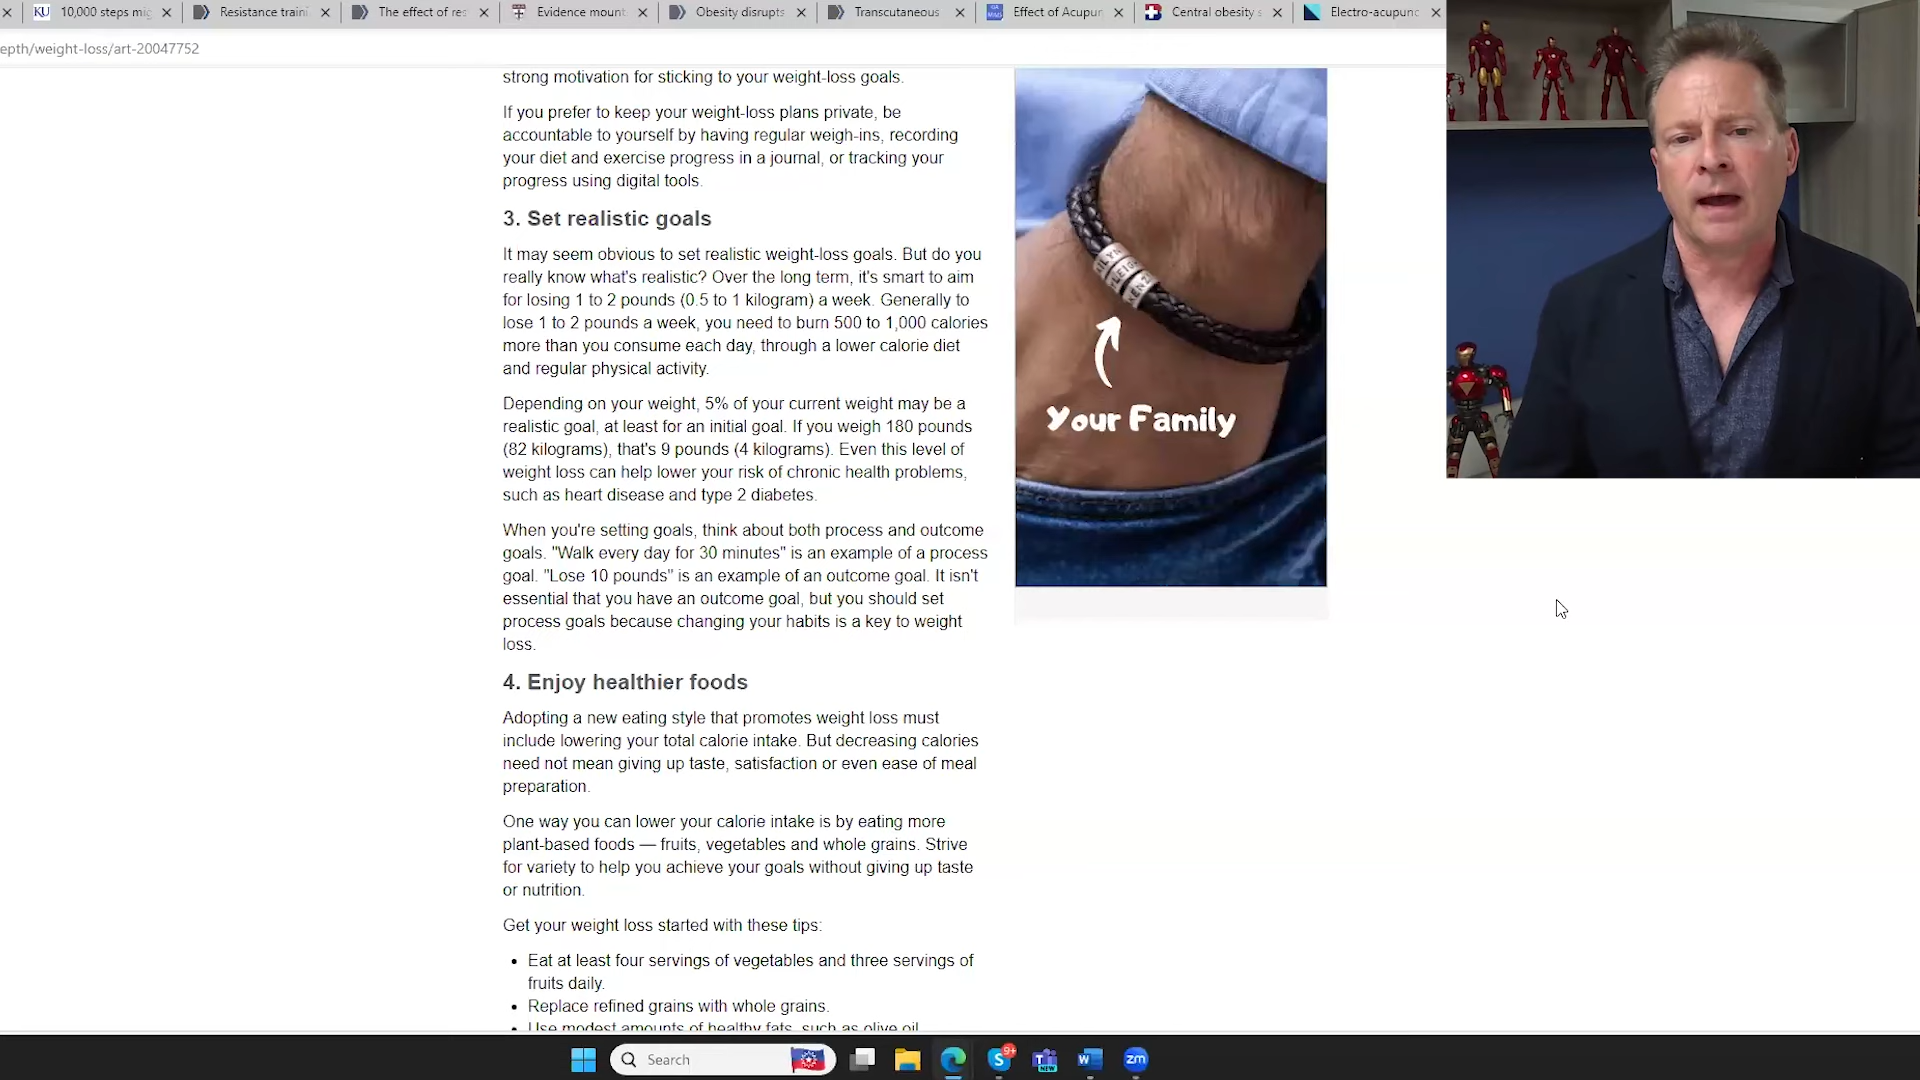 10,000 steps mig
Resistance traini
The effect of res
Evidence mount
Obesity disrupts
Transcutaneous
Effect of Acupun
Central obesity s
Electro-acupunc
epth/weight-loss/art-20047752
strong motivation for sticking to your weight-loss goals.
If you prefer to keep your weight-loss plans private, be
accountable to yourself by having regular weigh-ins, recording
your diet and exercise progress in a journal, or tracking your
progress using digital tools.
3. Set realistic goals
It may seem obvious to set realistic weight-loss goals. But do you
really know what's realistic? Over the long term, it's smart to aim
for losing 1 to 2 pounds (0.5 to 1 kilogram) a week. Generally to
lose 1 to 2 pounds a week, you need to burn 500 to 1,000 calories
more than you consume each day, through a lower calorie diet
and regular physical activity.
Depending on your weight, 5% of your current weight may be a
realistic goal, at least for an initial goal. If you weigh 180 pounds
(82 kilograms), that's 9 pounds (4 kilograms). Even this level of
weight loss can help lower your risk of chronic health problems,
such as heart disease and type 2 diabetes.
When you're setting goals, think about both process and outcome
goals. "Walk every day for 30 minutes" is an example of a process
goal. "Lose 10 pounds" is an example of an outcome goal. It isn't
essential that you have an outcome goal, but you should set
process goals because changing your habits is a key to weight
loss.
4. Enjoy healthier foods
Adopting a new eating style that promotes weight loss must
include lowering your total calorie intake. But decreasing calories
need not mean giving up taste, satisfaction or even ease of meal
preparation.
One way you can lower your calorie intake is by eating more
plant-based foods — fruits, vegetables and whole grains. Strive
for variety to help you achieve your goals without giving up taste
or nutrition.
Get your weight loss started with these tips:
• Eat at least four servings of vegetables and three servings of
fruits daily.
• Replace refined grains with whole grains.
• Use modest amounts of healthy fats, such as olive oil
Your Family
Search